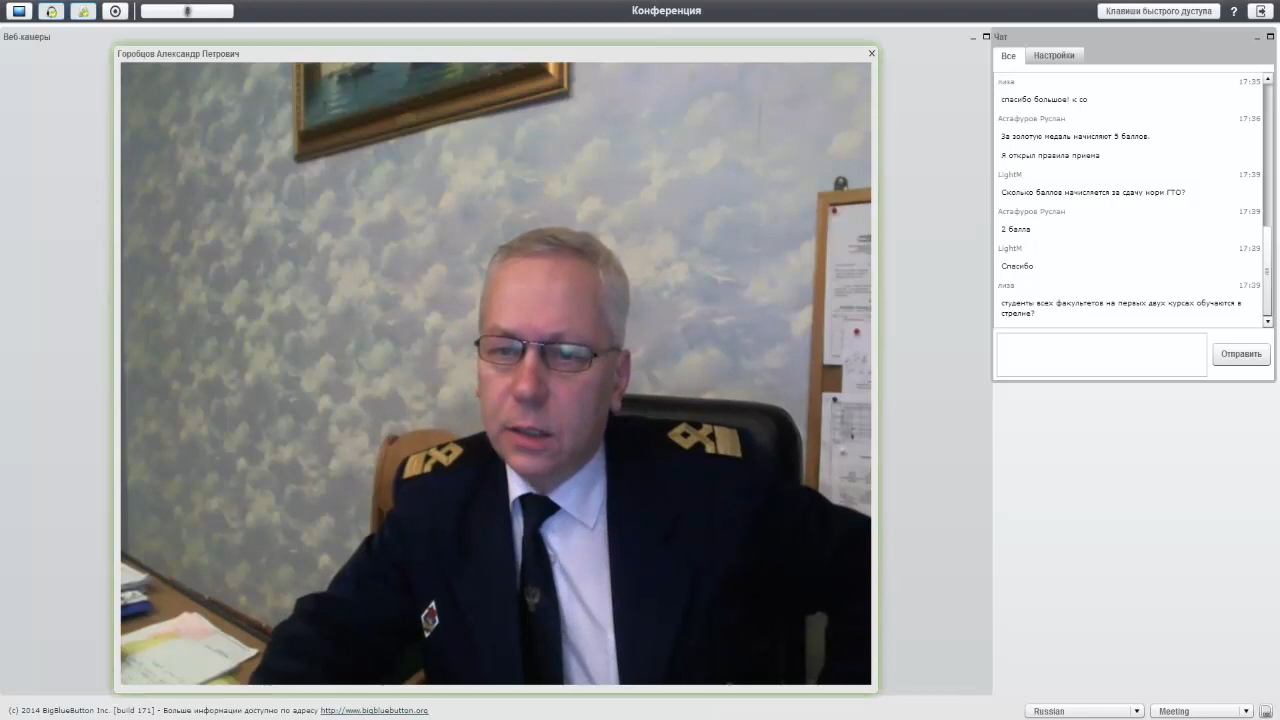 Конференция
Клавиши быстрого доступа
?
Веб-камеры
Горобцов Александр Петрович
Чат
Все
Настройки
лиза 17:35
спасибо большое! к со
Астафуров Руслан 17:36
За золотую медаль начисляют 5 баллов.
Я открыл правила приема
LightM 17:39
Сколько баллов начисляется за сдачу норм ГТО?
Астафуров Руслан 17:39
2 балла
LightM 17:39
Спасибо
лиза 17:39
студенты всех факультетов на первых двух курсах обучаются в
стрелне?
Отправить
(c) 2014 BigBlueButton Inc. [build 171] - Больше информации доступно по адресу http://www.bigbluebutton.org
Russian
Meeting